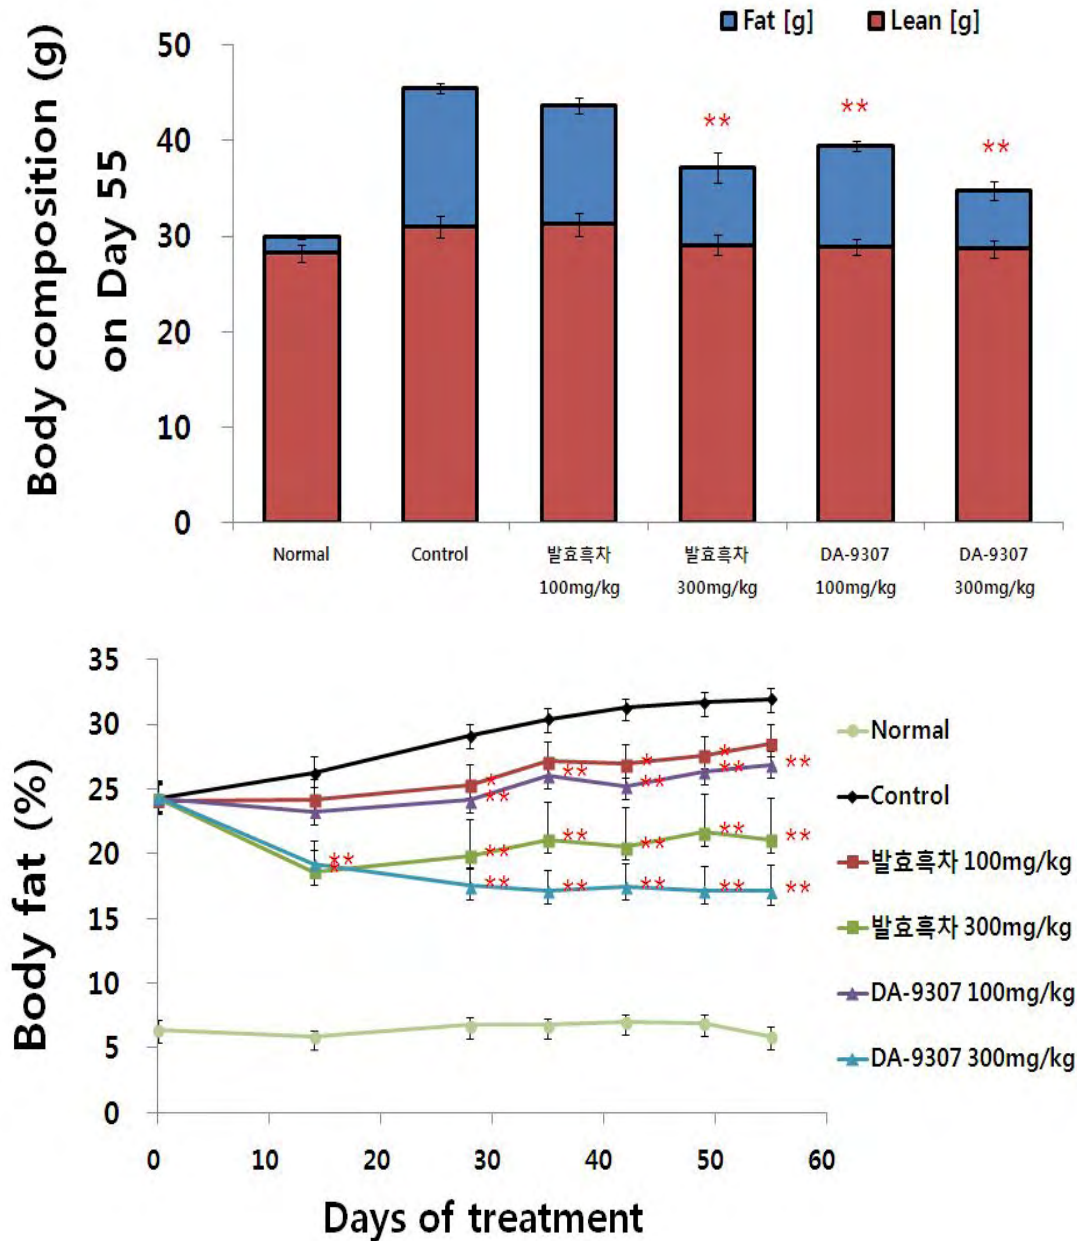 Fat [g] Lean [g]
Body composition (g)
on Day 55
50
40
30
20
10
0
** ** **
Normal Control 발효흑차 발효흑차 DA-9307 DA-9307
100mg/kg 300mg/kg 100mg/kg 300mg/kg
Body fat (%)
35
30
25
20
15
10
5
0
0 10 20 30 40 50 60
Days of treatment
Normal
Control
발효흑차 100mg/kg
발효흑차 300mg/kg
DA-9307 100mg/kg
DA-9307 300mg/kg